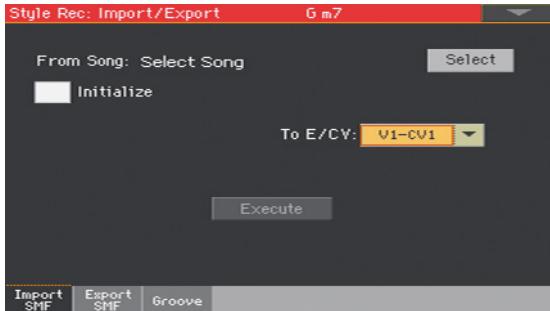 Style Rec: Import/Export G m7
From Song: Select Song Select
Initialize
To E/CV: V1-CV1
Execute
Import SMF Export SMF Groove